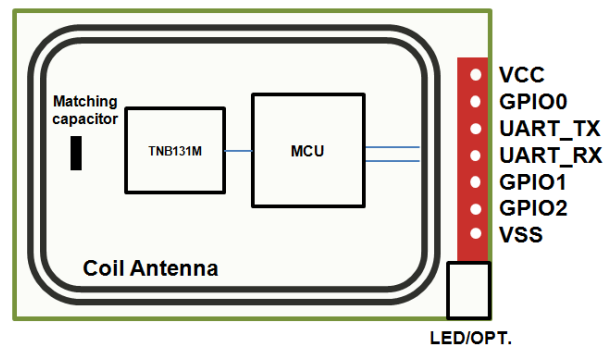 Matching
capacitor
TNB131M
MCU
Coil Antenna
VCC
GPIO0
UART_TX
UART_RX
GPIO1
GPIO2
VSS
LED/OPT.